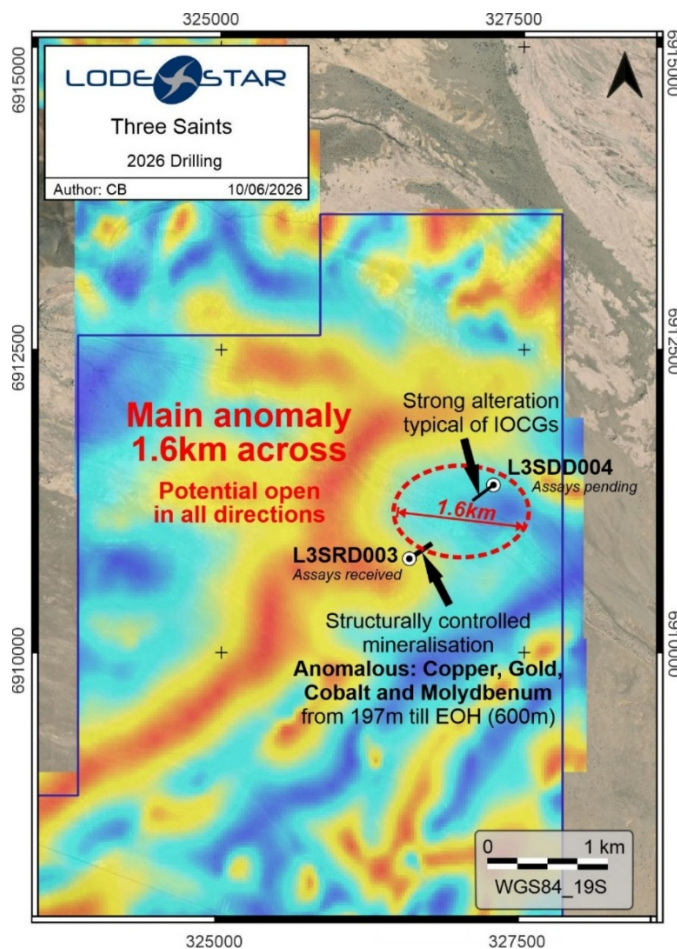 325000
327500
6915000
6915000
LODE STAR
Three Saints
2026 Drilling
Author: CB
10/06/2026
6912500
6912500
Main anomaly
1.6km across
Potential open
in all directions
Strong alteration
typical of IOCGs
L3SDD004
Assays pending
1.6km
L3SRD003
Assays received
Structurally controlled
mineralisation
Anomalous: Copper, Gold,
Cobalt and Molydbenum
from 197m till EOH (600m)
6910000
6910000
0
1 km
WGS84_19S
325000
327500